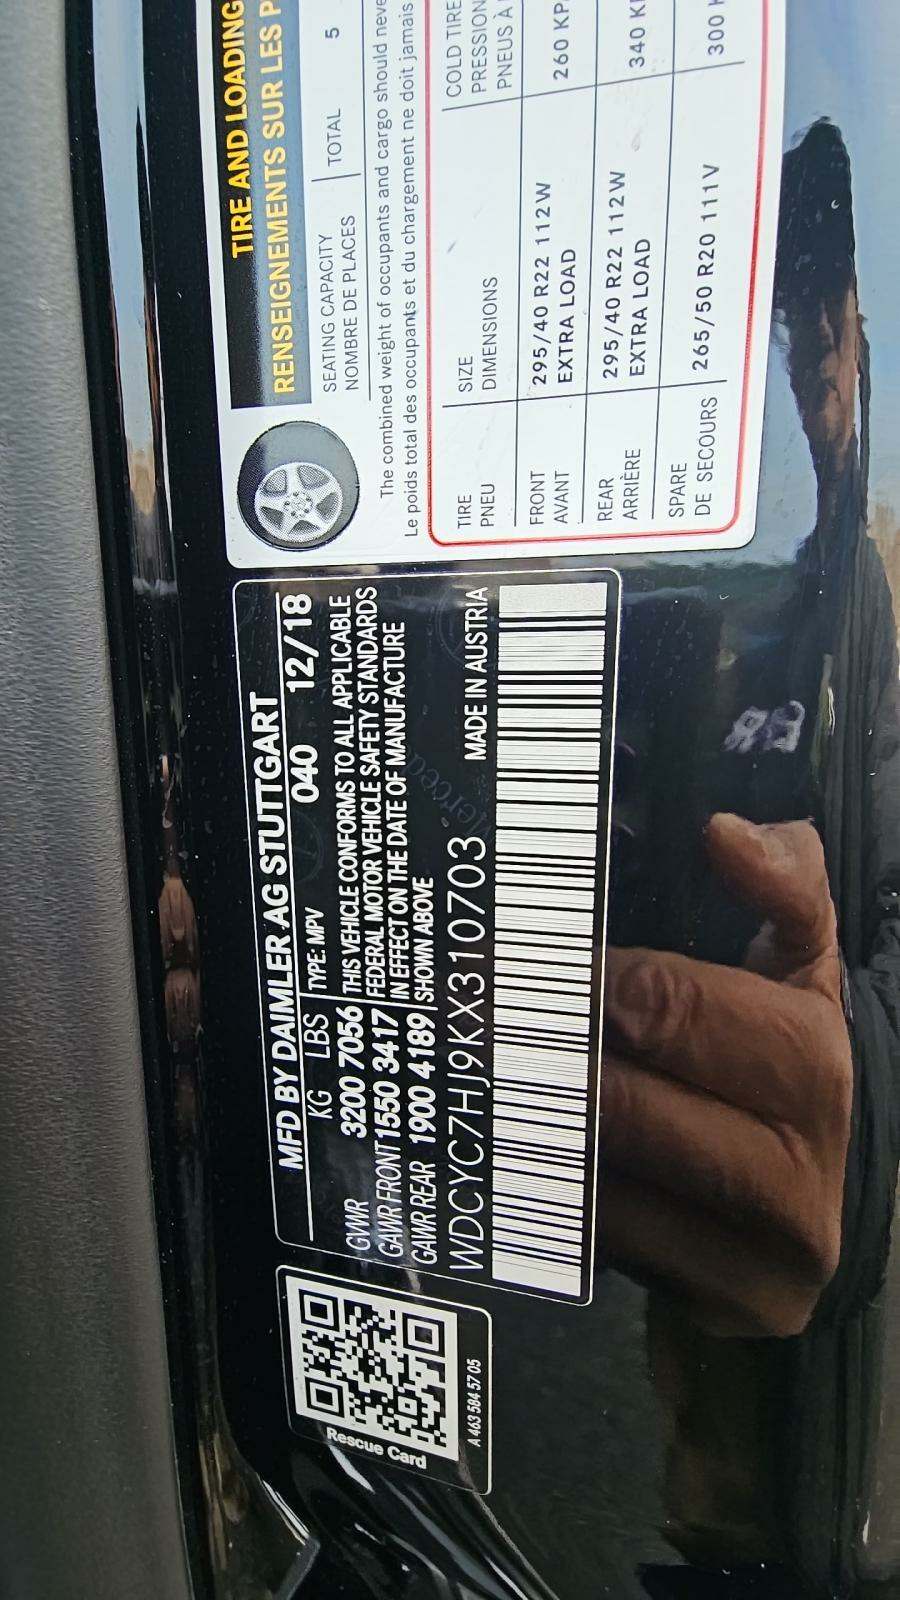 TIRE AND LOADING
RENSEIGNEMENTS SUR LES P
SEATING CAPACITY
NOMBRE DE PLACES
TOTAL 5
The combined weight of occupants and cargo should neve
Le poids total des occupants et du chargement ne doit jamais
TIRE
PNEU
SIZE
DIMENSIONS
COLD TIRE
PRESSION
PNEUS À
FRONT
AVANT
295/40 R22 112W
EXTRA LOAD
260 KPA
REAR
ARRIÈRE
295/40 R22 112W
EXTRA LOAD
340 K
SPARE
DE SECOURS
265/50 R20 111V
300 K
MFD BY DAIMLER AG STUTTGART
KG LBS TYPE: MPV 040 12/18
GVWR 3200 7056
GAWR FRONT 1550 3417
GAWR REAR 1900 4189
THIS VEHICLE CONFORMS TO ALL APPLICABLE
FEDERAL MOTOR VEHICLE SAFETY STANDARDS
IN EFFECT ON THE DATE OF MANUFACTURE
SHOWN ABOVE
WDCYC7HJ9KX310703 MADE IN AUSTRIA
Rescue Card
A 463 584 57 05